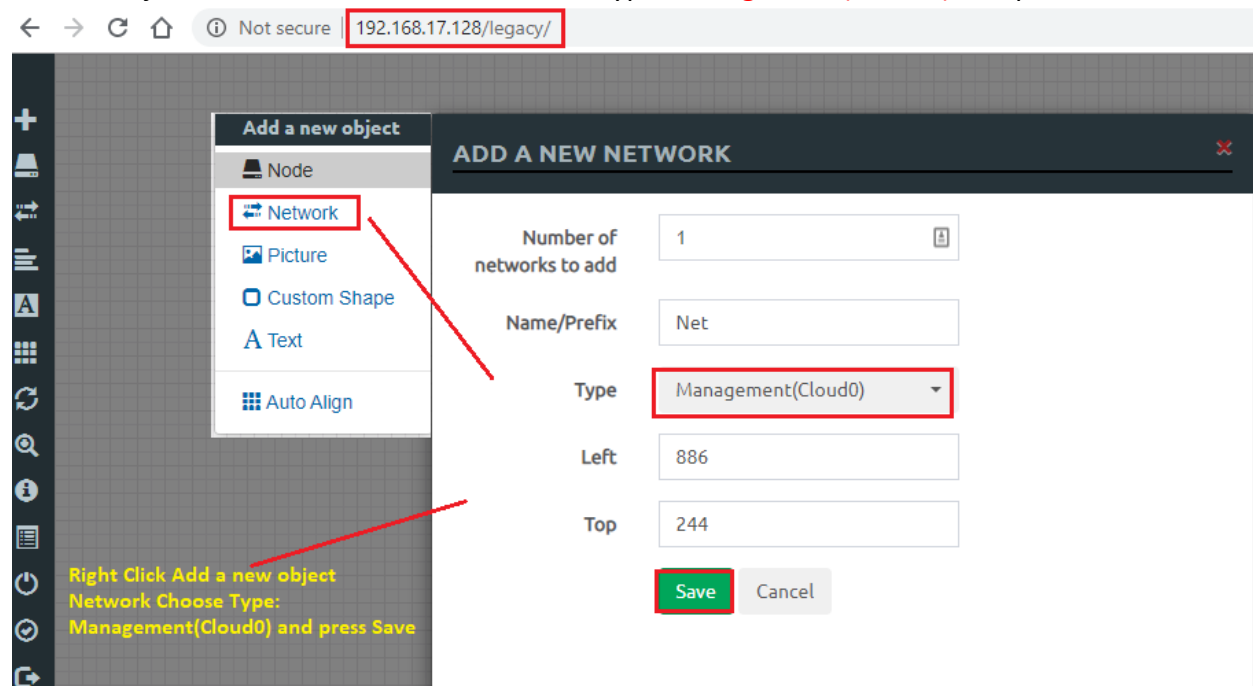 Not secure | 192.168.17.128/legacy/
Add a new object
Node
Network
Picture
Custom Shape
A Text
Auto Align
ADD A NEW NETWORK
Number of
networks to add
1
Name/Prefix
Net
Type
Management(Cloud0)
Left
886
Top
244
Save
Cancel
Right Click Add a new object
Network Choose Type:
Management(Cloud0) and press Save